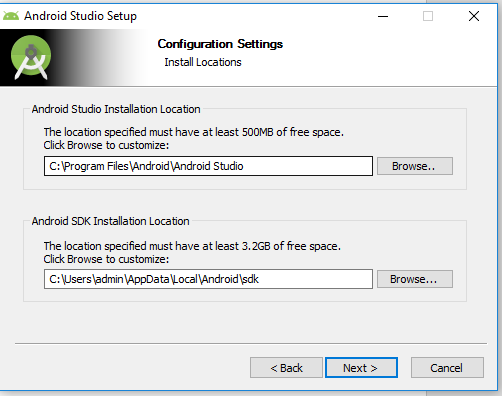 Android Studio Setup
Configuration Settings
Install Locations
Android Studio Installation Location
The location specified must have at least 500MB of free space.
Click Browse to customize:
C:\Program Files\Android\Android Studio
Browse..
Android SDK Installation Location
The location specified must have at least 3.2GB of free space.
Click Browse to customize:
C:\Users\admin\AppData\Local\Android\sdk
Browse...
< Back
Next >
Cancel